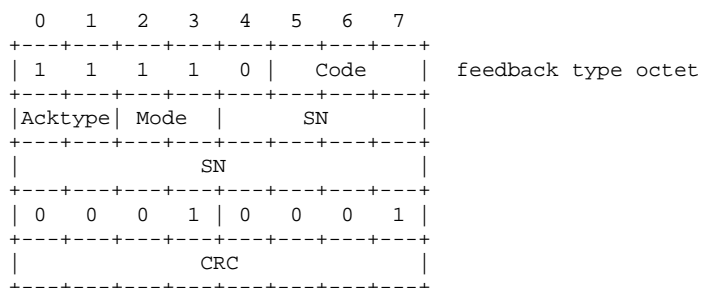 0   1   2   3   4   5   6   7
+---+---+---+---+---+---+---+---+
| 1   1   1   1   0 |   Code    |  feedback type octet
+---+---+---+---+---+---+---+---+
|Acktype| Mode  |      SN       |
+---+---+---+---+---+---+---+---+
|              SN               |
+---+---+---+---+---+---+---+---+
| 0   0   0   1 | 0   0   0   1 |
+---+---+---+---+---+---+---+---+
|              CRC              |
+---+---+---+---+---+---+---+---+